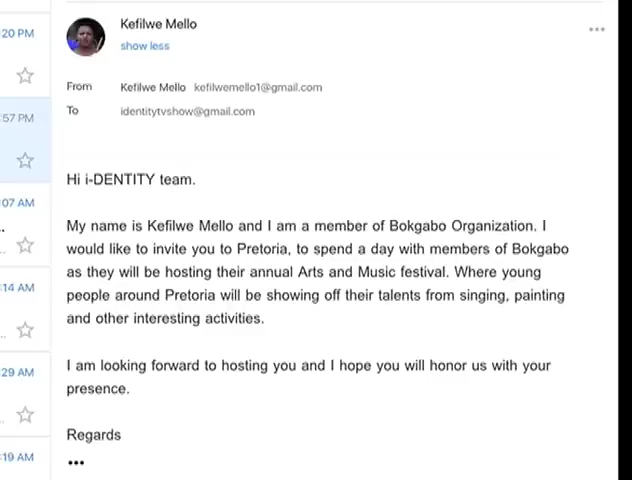 :20 PM
Kefilwe Mello
show less
From Kefilwe Mello kefilwemello1@gmail.com
:57 PM
To identitytvshow@gmail.com
Hi i-DENTITY team.
:07 AM
My name is Kefilwe Mello and I am a member of Bokgabo Organization. I
would like to invite you to Pretoria, to spend a day with members of Bokgabo
as they will be hosting their annual Arts and Music festival. Where young
:14 AM
people around Pretoria will be showing off their talents from singing, painting
and other interesting activities.
I am looking forward to hosting you and I hope you will honor us with your
:29 AM
presence.
Regards
:19 AM